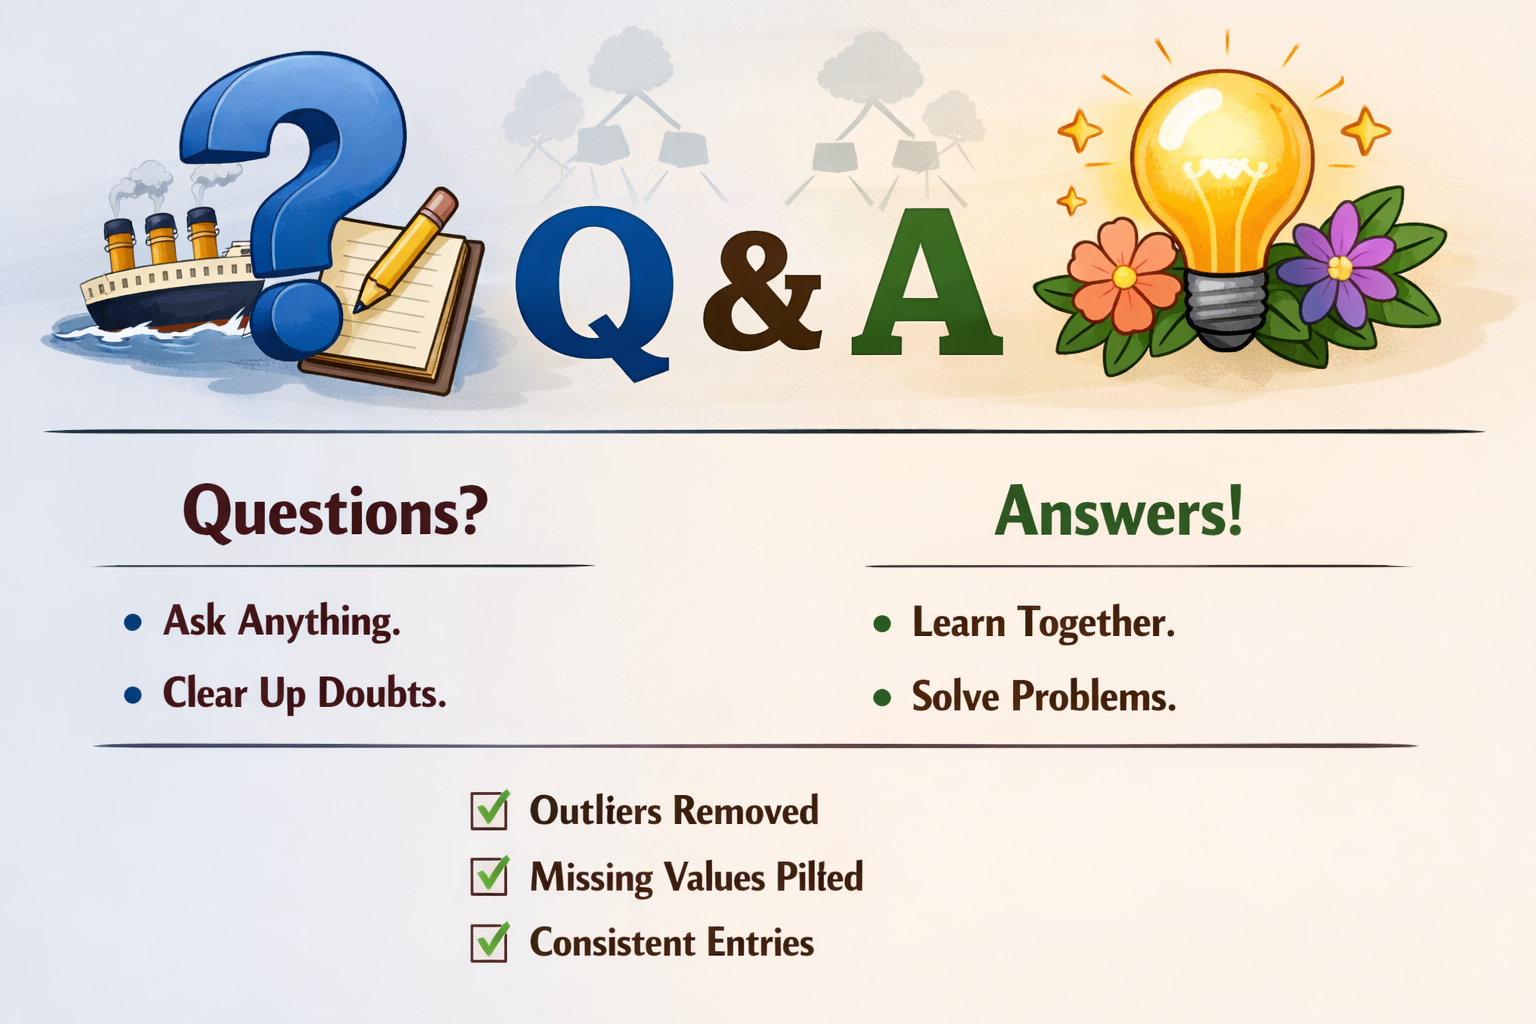 Q & A
Questions?
Ask Anything.
Clear Up Doubts.
Answers!
Learn Together.
Solve Problems.
Outliers Removed
Missing Values Pilted
Consistent Entries